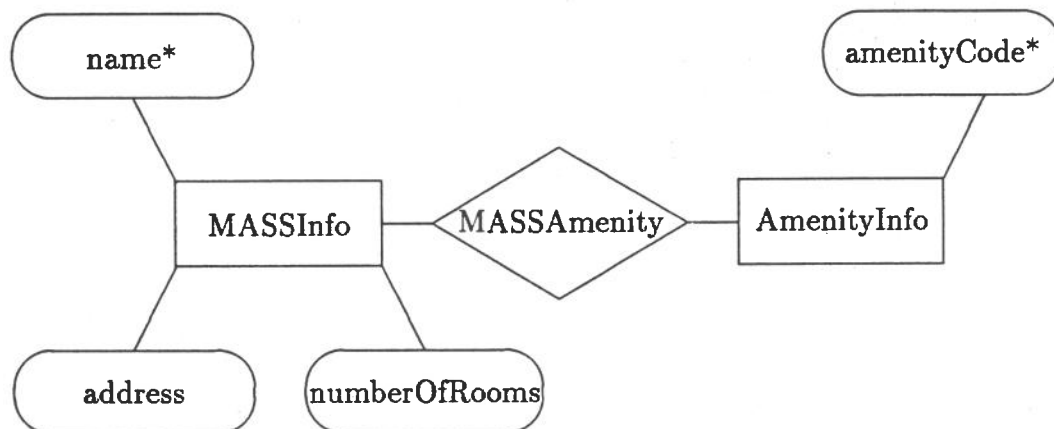 name*
amenityCode*
MASSInfo
MASSAmenity
AmenityInfo
address
numberOfRooms